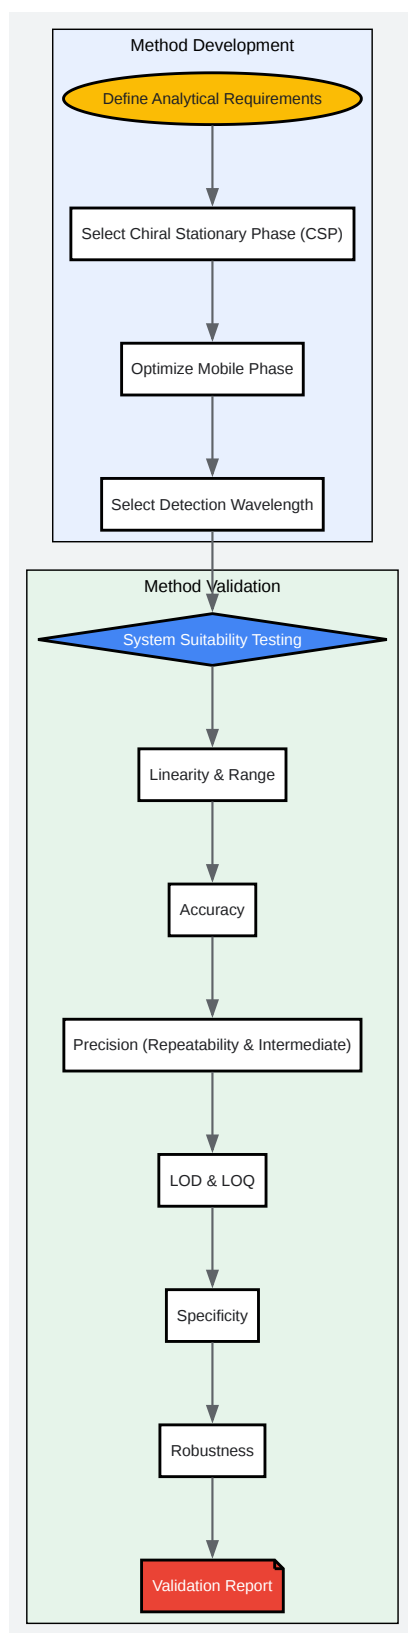 Method Development
Define Analytical Requirements
Select Chiral Stationary Phase (CSP)
Optimize Mobile Phase
Select Detection Wavelength
Method Validation
System Suitability Testing
Linearity & Range
Accuracy
Precision (Repeatability & Intermediate)
LOD & LOQ
Specificity
Robustness
Validation Report